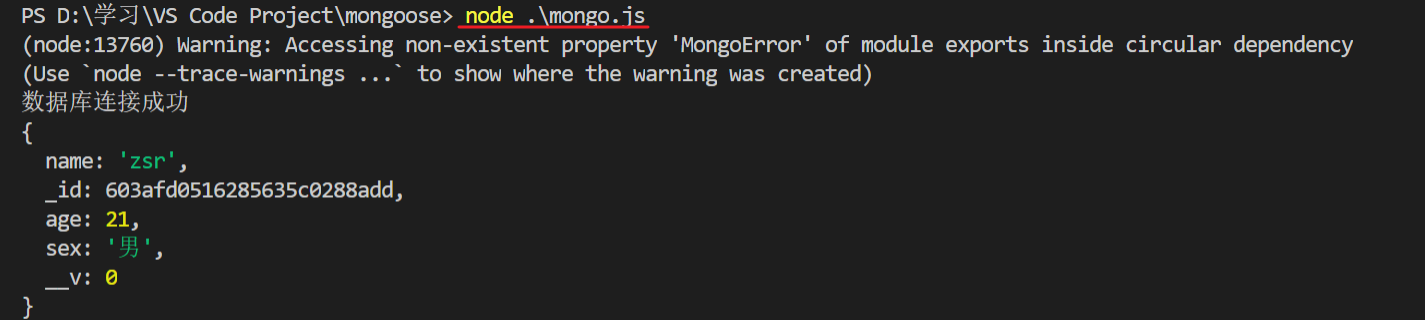 PS D:\学习\VS Code Project\mongoose> node .\mongo.js
(node:13760) Warning: Accessing non-existent property 'MongoError' of module exports inside circular dependency
(Use `node --trace-warnings ...` to show where the warning was created)
数据库连接成功
{
  name: 'zsr',
  _id: 603afd0516285635c0288add,
  age: 21,
  sex: '男',
  __v: 0
}